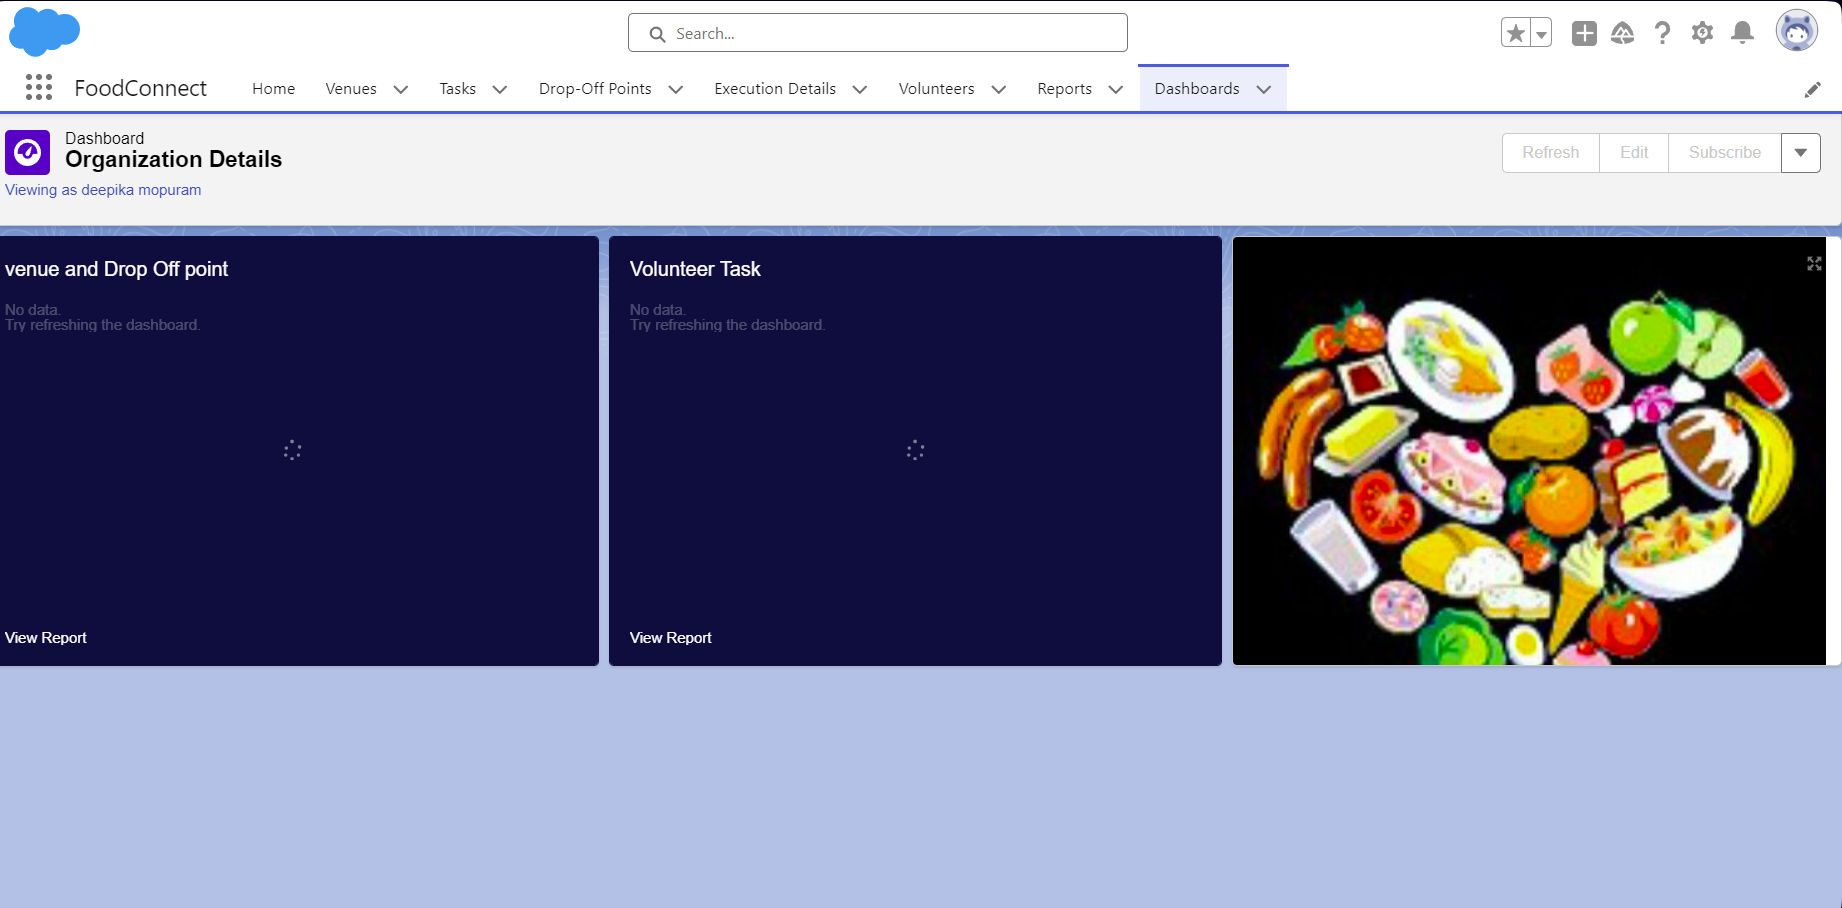 Search...
FoodConnect
Home
Venues
Tasks
Drop-Off Points
Execution Details
Volunteers
Reports
Dashboards
Dashboard
Organization Details
Viewing as deepika mopuram
Refresh
Edit
Subscribe
venue and Drop Off point
No data.
Try refreshing the dashboard.
View Report
Volunteer Task
No data.
Try refreshing the dashboard.
View Report